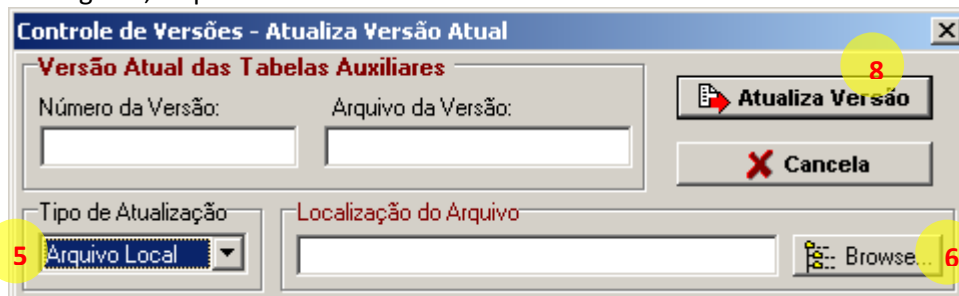 Controle de Versões - Atualiza Versão Atual
Versão Atual das Tabelas Auxiliares
8
Número da Versão: Arquivo da Versão:
Atualiza Versão
Cancela
Tipo de Atualização Localização do Arquivo
5 Arquivo Local Browse... 6